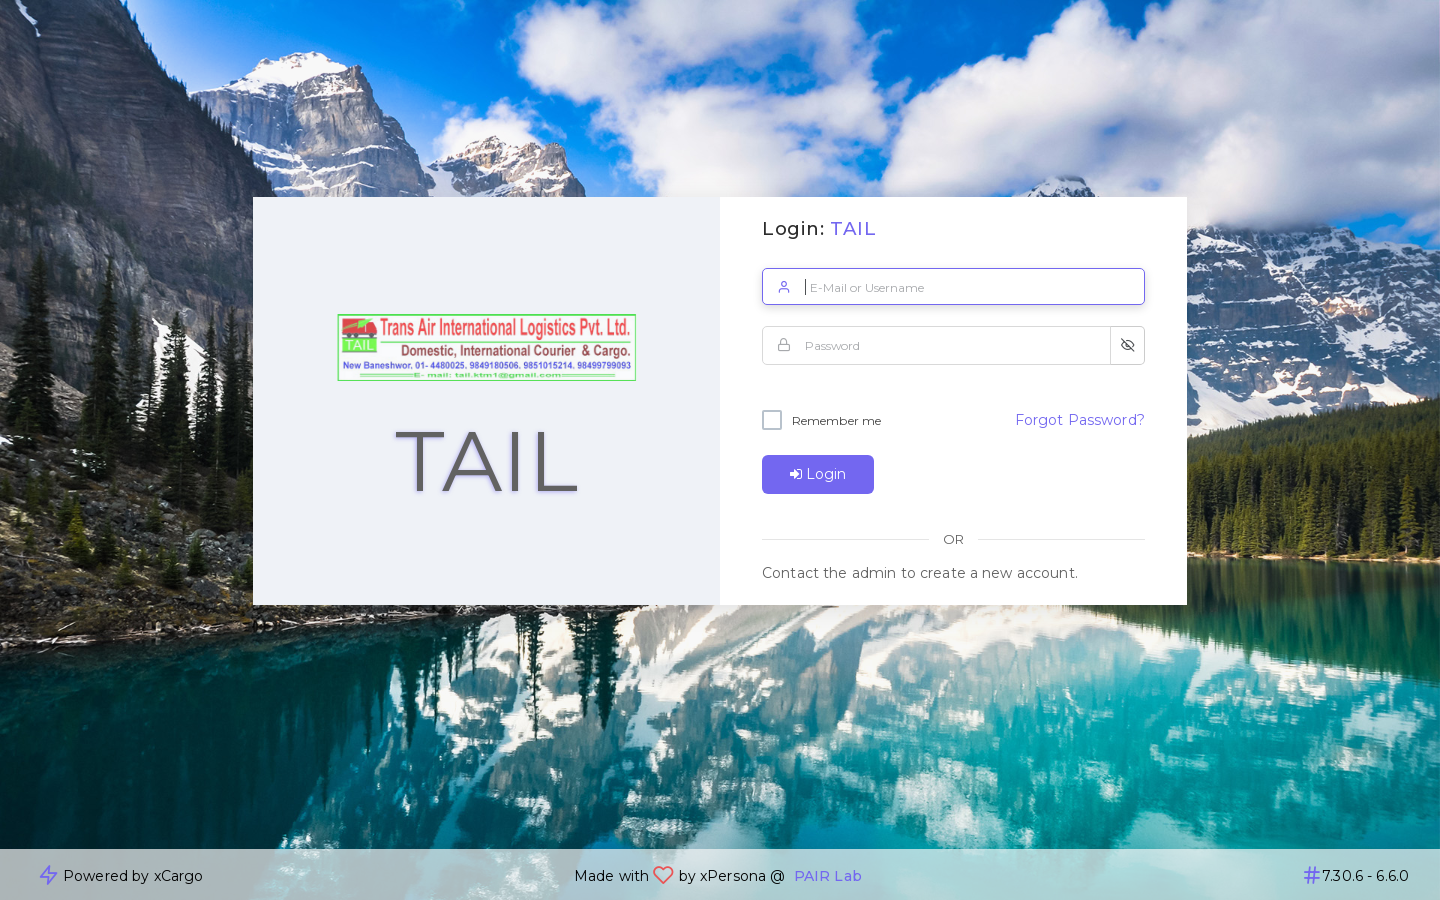 Login: TAIL
E-Mail or Username
Password
Remember me
Forgot Password?
Login
OR
Contact the admin to create a new account.
Trans Air International Logistics Pvt. Ltd.
TAIL
Domestic, International Courier & Cargo.
New Baneshwor. 01- 4480025. 9849180506. 9851015214. 98499799093
E- mail: tail.ktm1@gmail.com
TAIL
Powered by xCargo
Made with by xPersona @ PAIR Lab
7.30.6 - 6.6.0